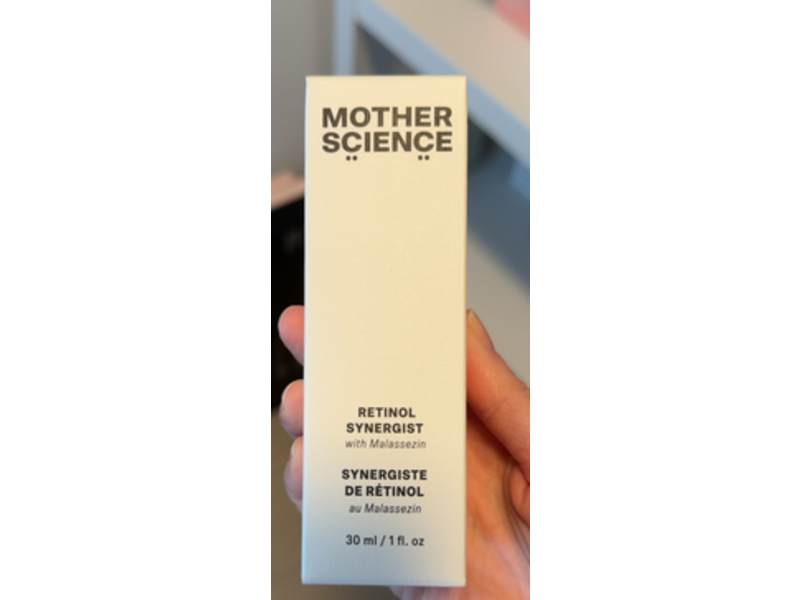 MOTHER
SCIENCE
RETINOL
SYNERGIST
with Malassezin
SYNERGISTE
DE RÉTINOL
au Malassezin
30 ml / 1 fl. oz